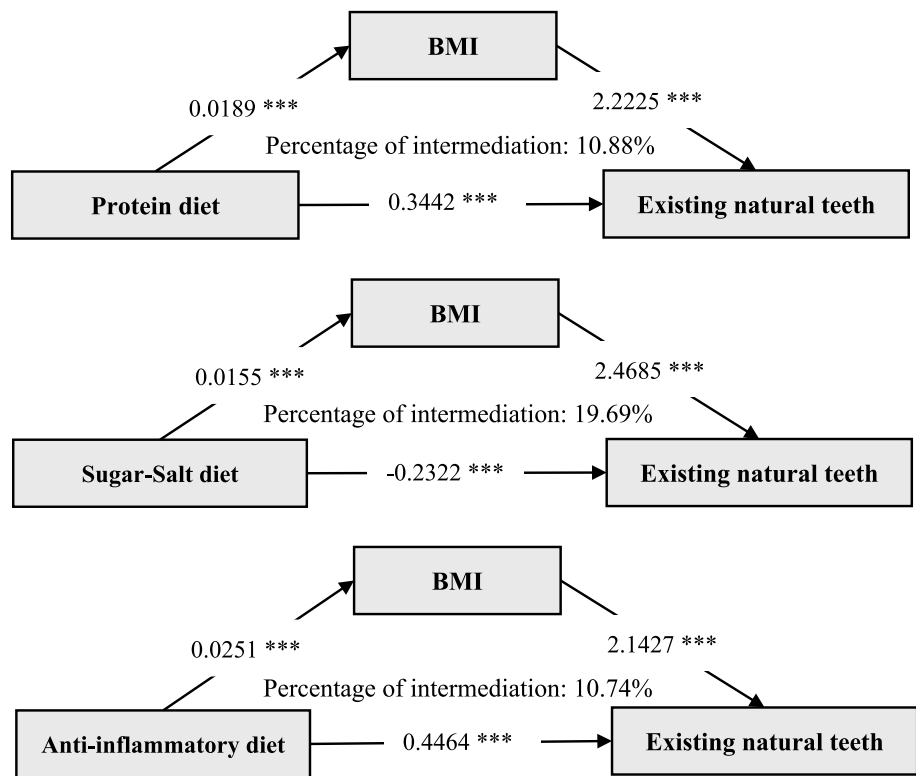 BMI
0.0189 ***
2.2225 ***
Percentage of intermediation: 10.88%
Protein diet
0.3442 ***
Existing natural teeth
BMI
0.0155 ***
2.4685 ***
Percentage of intermediation: 19.69%
Sugar-Salt diet
-0.2322 ***
Existing natural teeth
BMI
0.0251 ***
2.1427 ***
Percentage of intermediation: 10.74%
Anti-inflammatory diet
0.4464 ***
Existing natural teeth